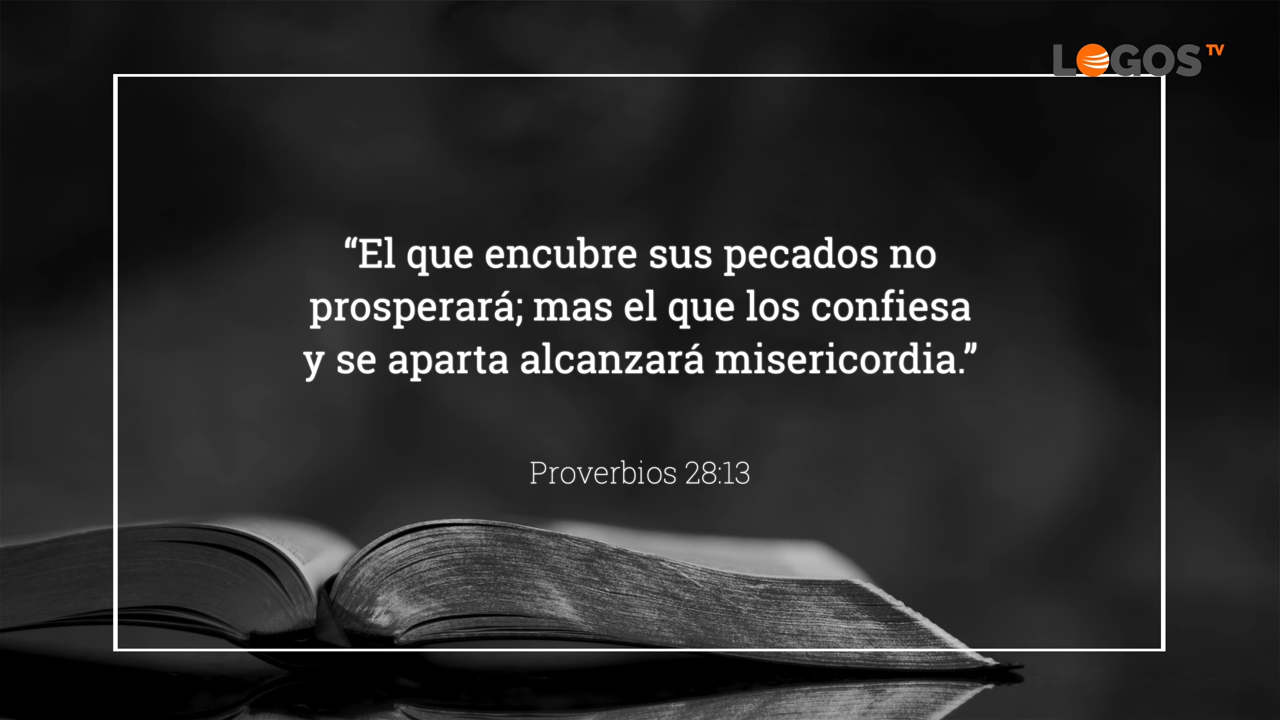 LOGOS TV
“El que encubre sus pecados no
prosperará; mas el que los confiesa
y se aparta alcanzará misericordia.”
Proverbios 28:13